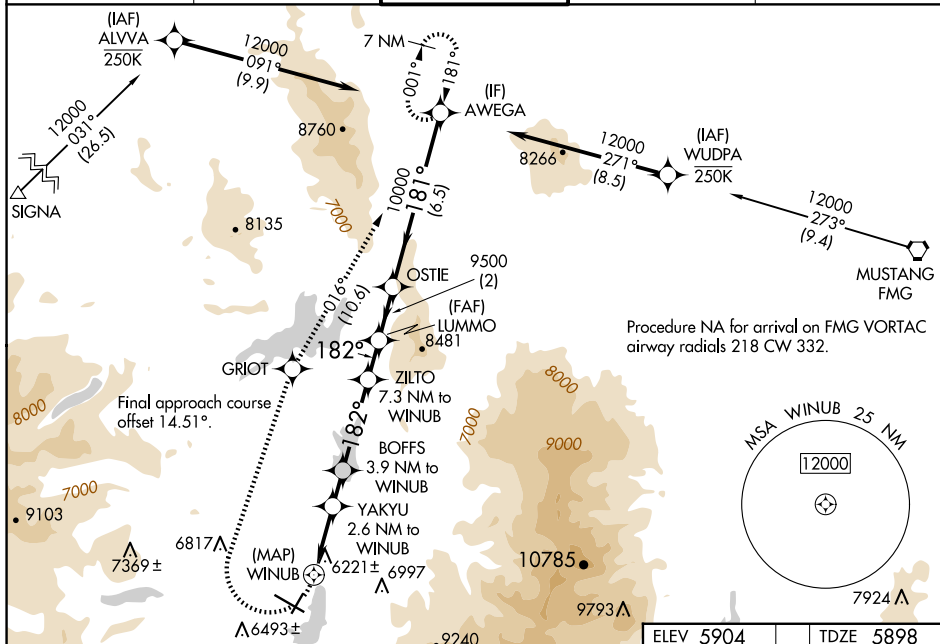 (IAF)
ALVVA
250K
12000
091°
(9.9)
7 NM
001°
181°
(IF)
AWEGA
12000
031°
(26.5)
SIGNA
8760
8266
12000
271°
(8.5)
(IAF)
WUDPA
250K
12000
273°
(9.4)
MUSTANG
FMG
8135
7000
10000
181°
(6.5)
016°
(10.6)
OSTIE
9500
(2)
(FAF)
LUMMO
8481
Procedure NA for arrival on FMG VORTAC
airway radials 218 CW 332.
GRIOT
182°
ZILTO
7.3 NM to
WINUB
Final approach course
offset 14.51°.
8000
7000
9103
182°
BOFFS
3.9 NM to
WINUB
YAKYU
2.6 NM to
WINUB
7000
8000
9000
MSA WINUB 25 NM
12000
7369±
6817
(MAP)
WINUB
6221±
6997
10785
6493±
9793
7924
9240
ELEV 5904
TDZE 5898